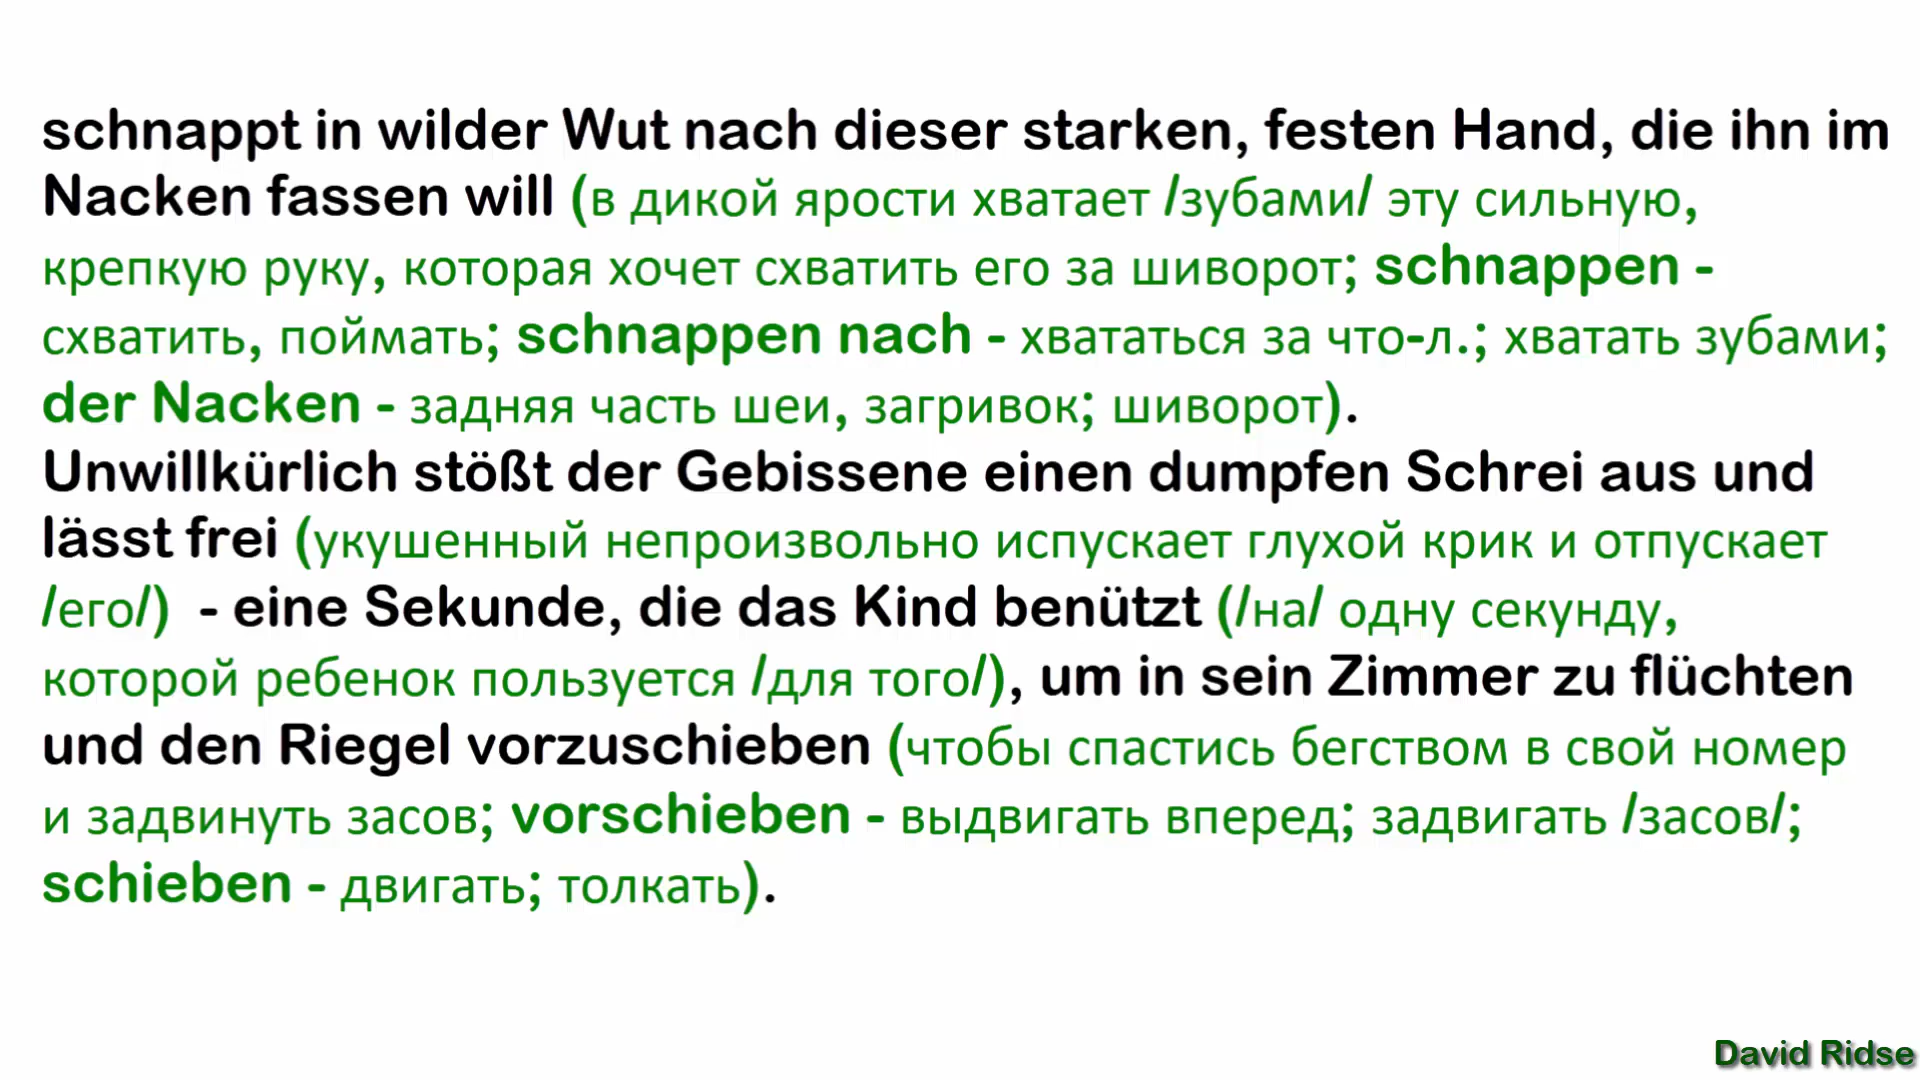 schnappt in wilder Wut nach dieser starken, festen Hand, die ihn im
Nacken fassen will (в дикой ярости хватает /зубами/ эту сильную,
крепкую руку, которая хочет схватить его за шиворот; schnappen -
схватить, поймать; schnappen nach - хвататься за что-л.; хватать зубами;
der Nacken - задняя часть шеи, загривок; шиворот).
Unwillkürlich stößt der Gebissene einen dumpfen Schrei aus und
lässt frei (укушенный непроизвольно испускает глухой крик и отпускает
/его/)  - eine Sekunde, die das Kind benützt (/на/ одну секунду,
которой ребенок пользуется /для того/), um in sein Zimmer zu flüchten
und den Riegel vorzuschieben (чтобы спастись бегством в свой номер
и задвинуть засов; vorschieben - выдвигать вперед; задвигать /засов/;
schieben - двигать; толкать).
David Ridse